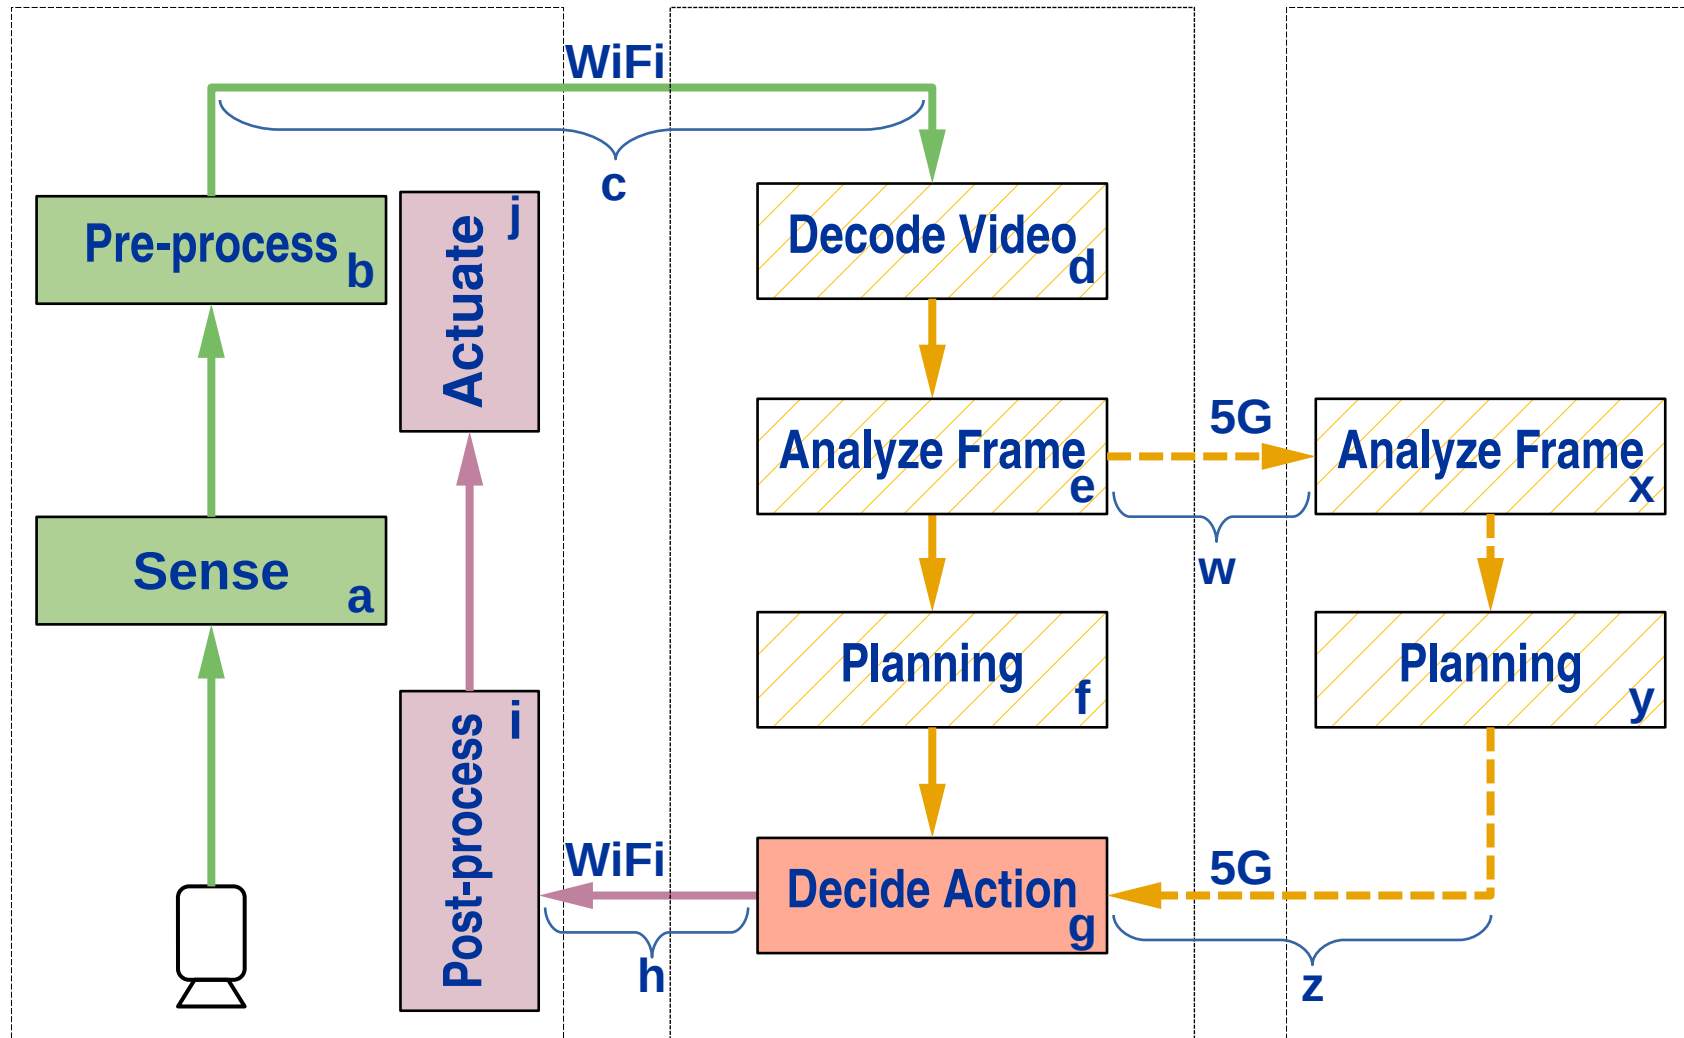 WiFi
c
Pre-process
b
Actuate
j
Decode Video
d
Sense
a
Analyze Frame
e
5G
w
Analyze Frame
x
Planning
f
Planning
y
Post-process
i
WiFi
h
Decide Action
g
5G
z